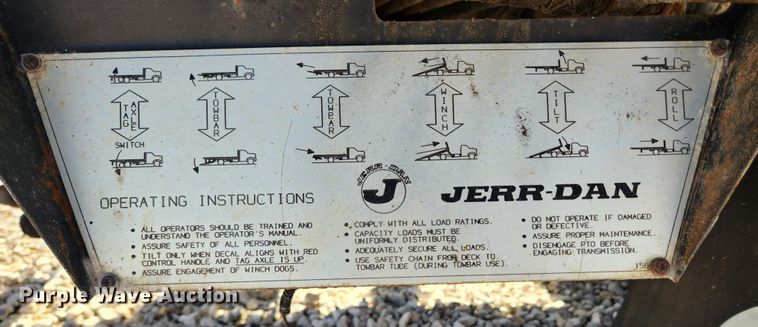 TAG AXLE
TOWBAR
TOWBAR
WINCH
TILT
ROLL
SWITCH
J
JERR-DAN
OPERATING INSTRUCTIONS
• ALL OPERATORS SHOULD BE TRAINED AND
UNDERSTAND THE OPERATOR'S MANUAL.
• ASSURE SAFETY OF ALL PERSONNEL.
• TILT ONLY WHEN DECAL ALIGNS WITH RED
CONTROL HANDLE AND TAG AXLE IS UP.
• ASSURE ENGAGEMENT OF WINCH DOGS.
• COMPLY WITH ALL LOAD RATINGS.
• CAPACITY LOADS MUST BE
UNIFORMLY DISTRIBUTED.
• ADEQUATELY SECURE ALL LOADS.
• USE SAFETY CHAIN FROM DECK TO
TOWBAR TUBE (DURING TOWBAR USE).
• DO NOT OPERATE IF DAMAGED
OR DEFECTIVE.
• ASSURE PROPER MAINTENANCE.
• DISENGAGE PTO BEFORE
ENGAGING TRANSMISSION.
Purple Wave Auction